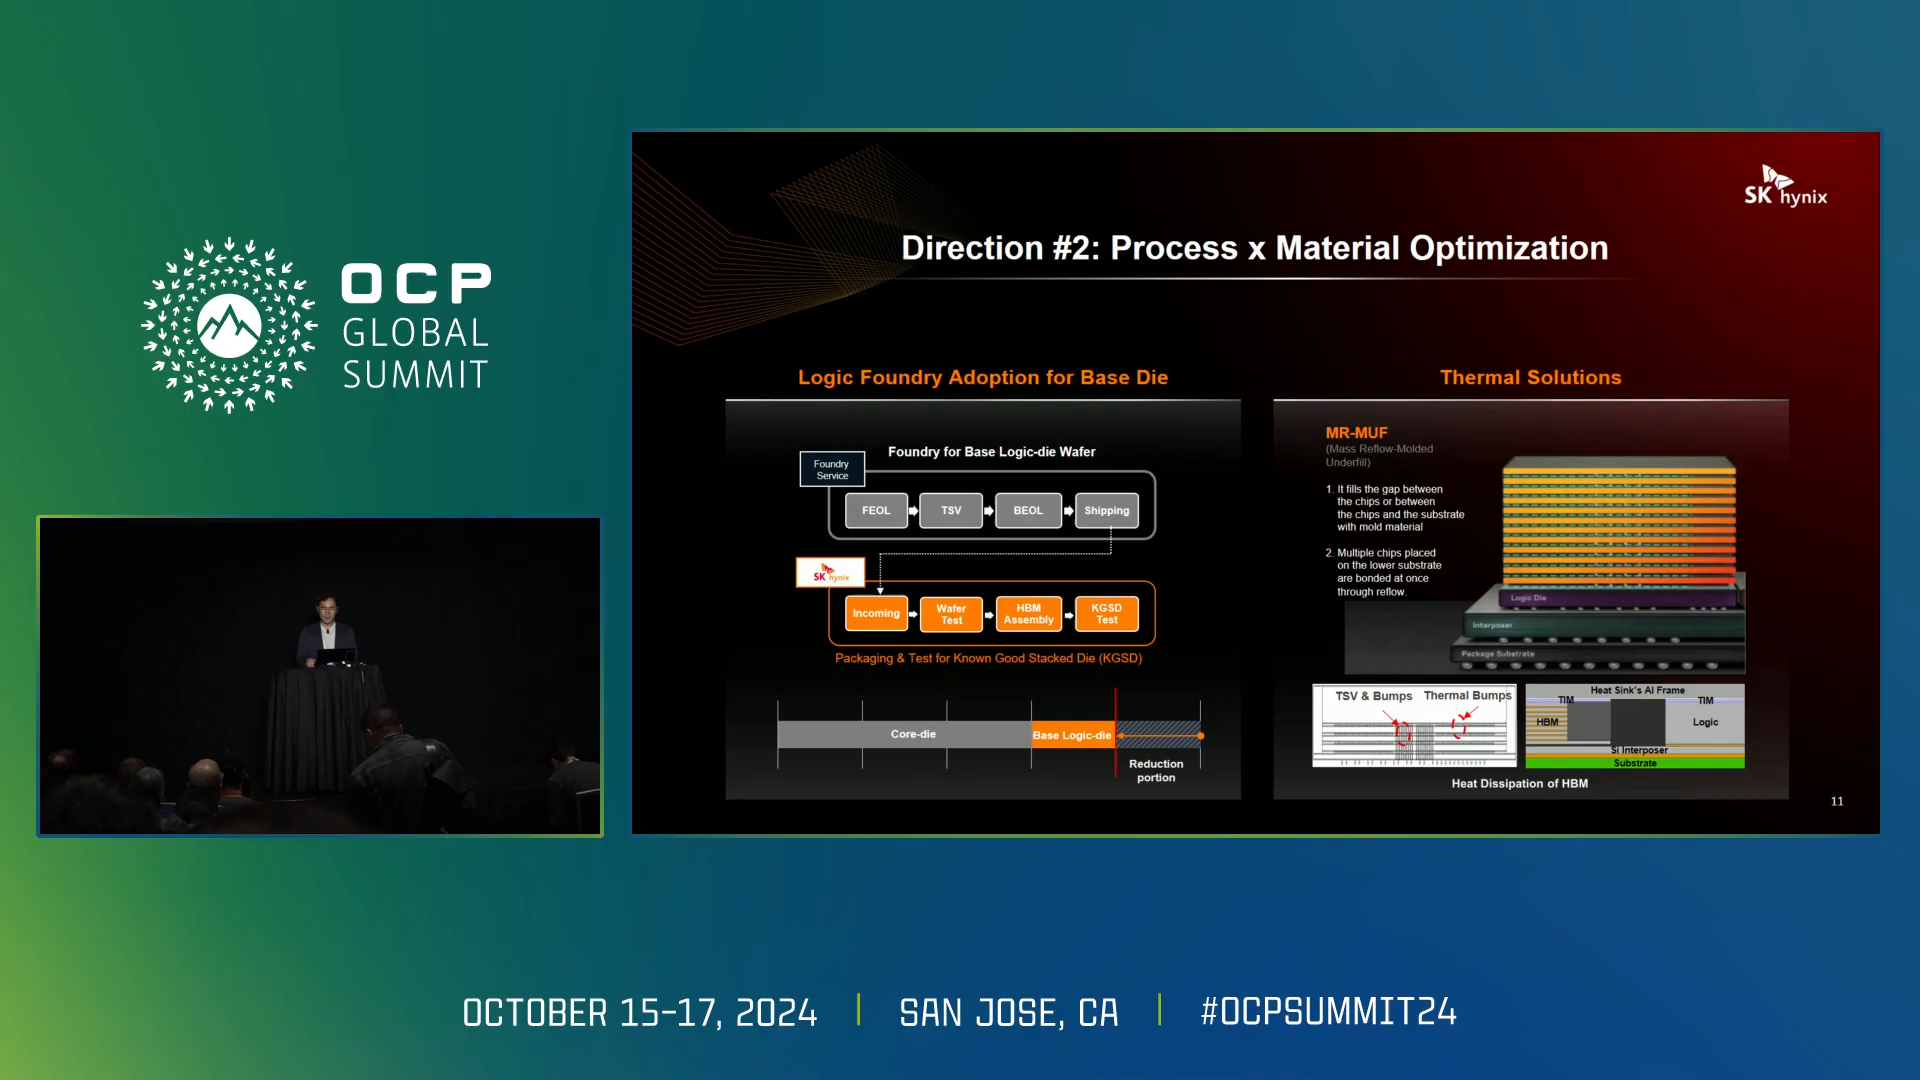 OCP
GLOBAL
SUMMIT
SK hynix
Direction #2: Process x Material Optimization
Logic Foundry Adoption for Base Die
Foundry for Base Logic-die Wafer
Foundry
Service
FEOL
TSV
BEOL
Shipping
SK hynix
Incoming
Wafer
Test
HBM
Assembly
KGSD
Test
Packaging & Test for Known Good Stacked Die (KGSD)
Core-die
Base Logic-die
Reduction
portion
Thermal Solutions
MR-MUF
(Mass Reflow-Molded
Underfill)
1. It fills the gap between
the chips or between
the chips and the substrate
with mold material
2. Multiple chips placed
on the lower substrate
are bonded at once
through reflow.
Logic Die
Interposer
Package Substrate
TSV & Bumps
Thermal Bumps
Heat Sink's Al Frame
TIM
TIM
HBM
Logic
Si Interposer
Substrate
Heat Dissipation of HBM
11
OCTOBER 15-17, 2024
SAN JOSE, CA
#OCPSUMMIT24